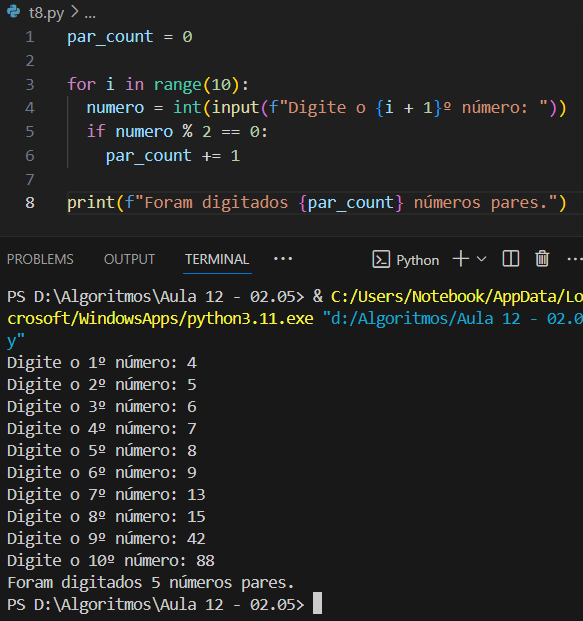 t8.py > ...
1 par_count = 0
2
3 for i in range(10):
4 numero = int(input(f"Digite o {i + 1}º número: "))
5 if numero % 2 == 0:
6 par_count += 1
7
8 print(f"Foram digitados {par_count} números pares.")
PROBLEMS OUTPUT TERMINAL ... Python
PS D:\Algoritmos\Aula 12 - 02.05> & C:/Users/Notebook/AppData/Lo
crosoft/WindowsApps/python3.11.exe "d:/Algoritmos/Aula 12 - 02.0
y"
Digite o 1º número: 4
Digite o 2º número: 5
Digite o 3º número: 6
Digite o 4º número: 7
Digite o 5º número: 8
Digite o 6º número: 9
Digite o 7º número: 13
Digite o 8º número: 15
Digite o 9º número: 42
Digite o 10º número: 88
Foram digitados 5 números pares.
PS D:\Algoritmos\Aula 12 - 02.05>